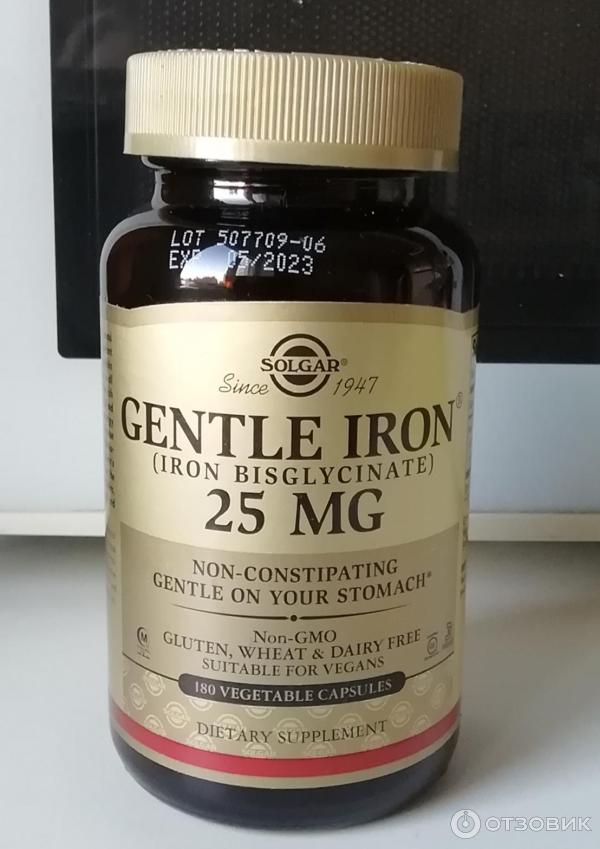 LOT 507709-06
EXP 05/2023
SOLGAR®
Since 1947
GENTLE IRON®
(IRON BISGLYCINATE)
25 MG
NON-CONSTIPATING
GENTLE ON YOUR STOMACH*
Non-GMO
GLUTEN, WHEAT & DAIRY FREE
SUITABLE FOR VEGANS
180 VEGETABLE CAPSULES
DIETARY SUPPLEMENT
ОТЗОВИК